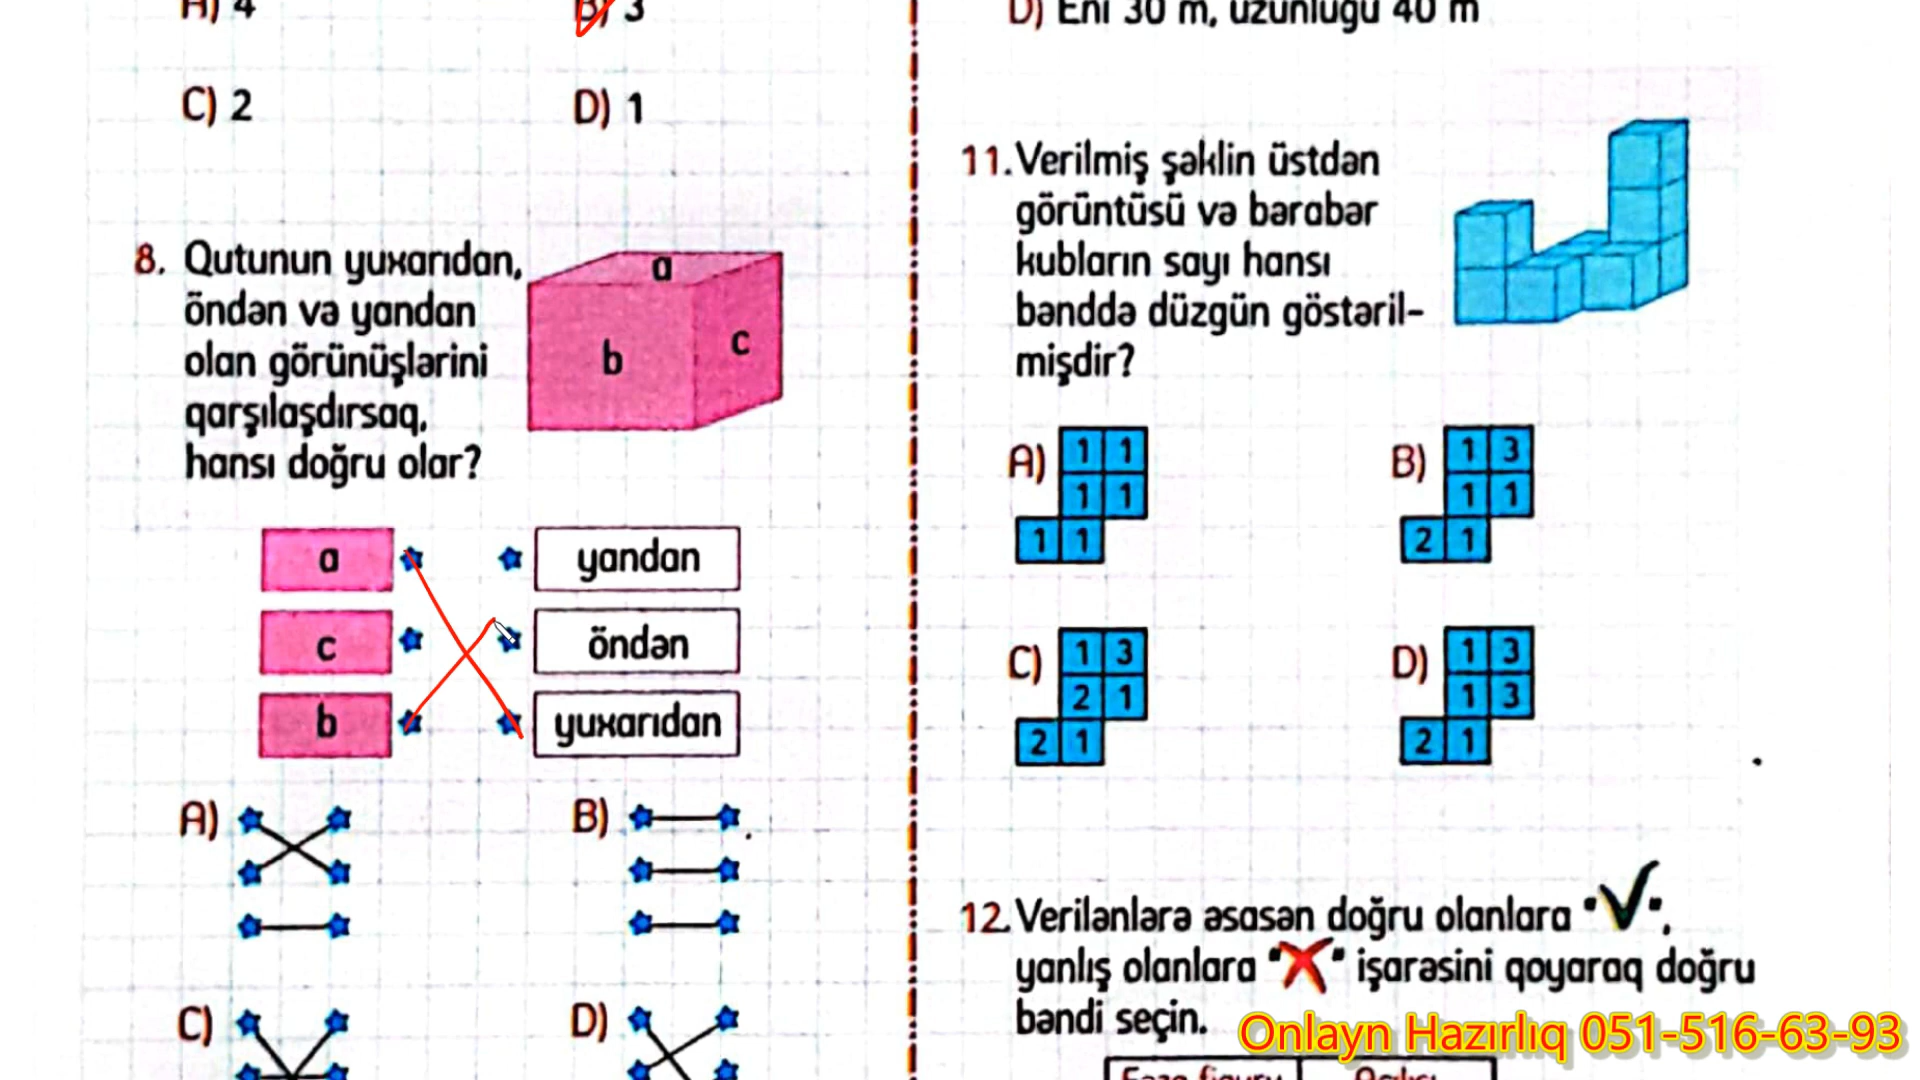 A) 4
B) 3
C) 2
D) 1
8. Qutunun yuxarıdan,
öndən və yandan
olan görünüşlərini
qarşılaşdırsaq,
hansı doğru olar?
a
b
c
a
yandan
c
öndən
b
yuxarıdan
A)
B)
C)
D)
D) Eni 30 m, uzunluğu 40 m
11. Verilmiş şəklin üstdən
görüntüsü və bərabər
kubların sayı hansı
bənddə düzgün göstəril-
mişdir?
A)
1 1
1 1
1 1
B)
1 3
1 1
2 1
C)
1 3
2 1
2 1
D)
1 3
1 3
2 1
12. Verilənlərə əsasən doğru olanlara "✓",
yanlış olanlara "X" işarəsini qoyaraq doğru
bəndi seçin.
Onlayn Hazırlıq 051-516-63-93